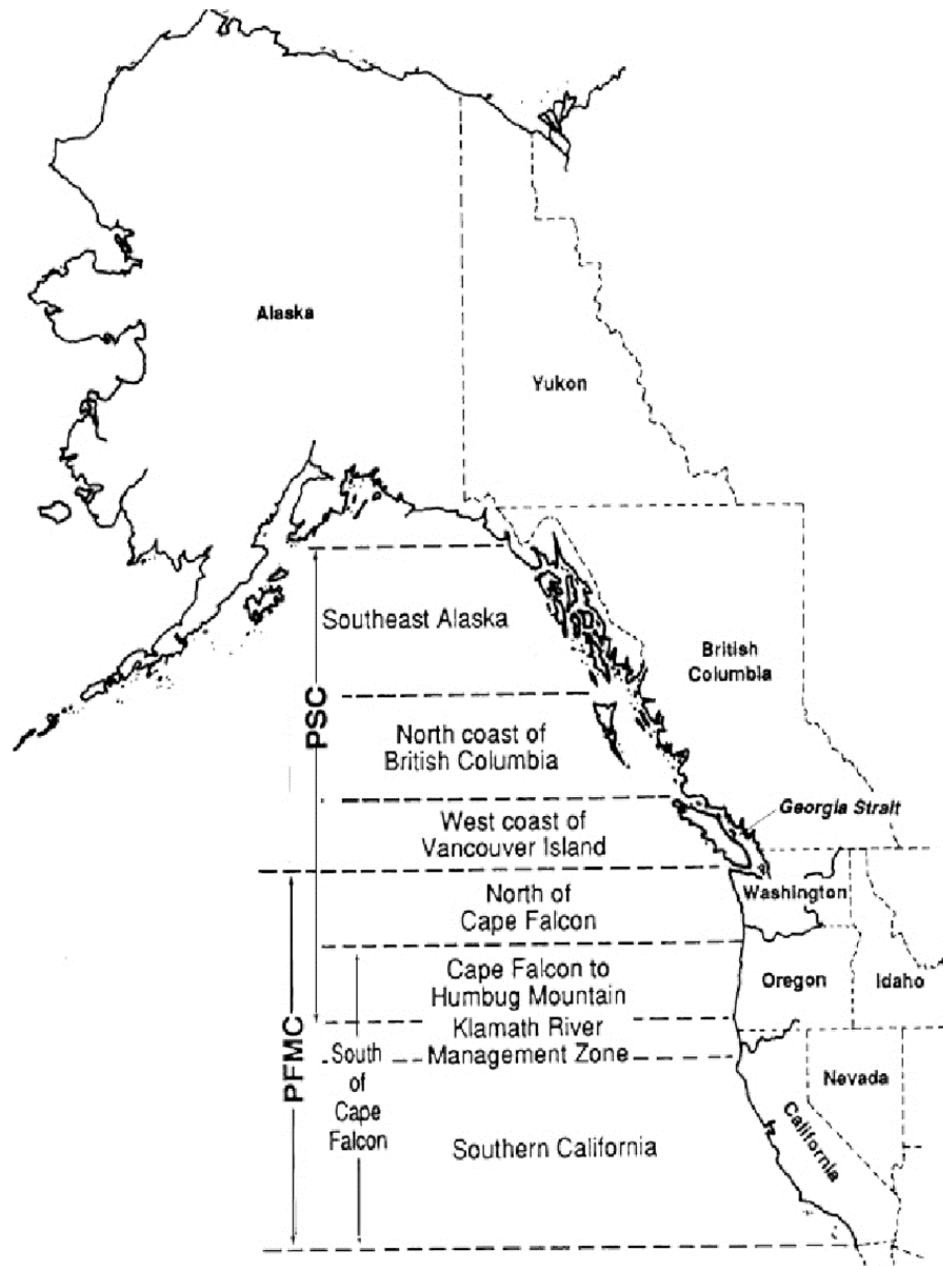 Alaska
Yukon
Southeast Alaska
British
Columbia
PSC
North coast of
British Columbia
Georgia Strait
West coast of
Vancouver Island
Washington
North of
Cape Falcon
Cape Falcon to
Humbug Mountain
Oregon
Idaho
Klamath River
Management Zone
PFMC
South
of
Cape
Falcon
Nevada
California
Southern California